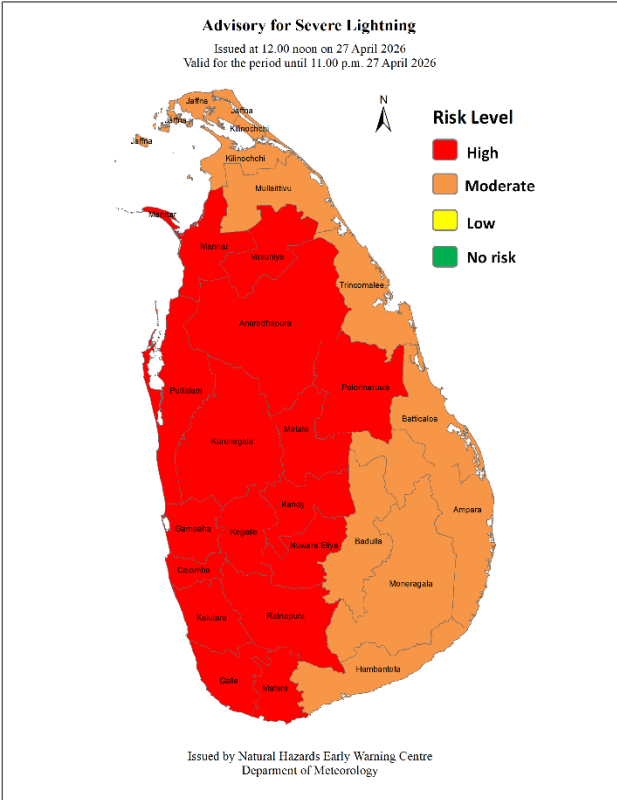 Advisory for Severe Lightning
Issued at 12.00 noon on 27 April 2026
Valid for the period until 11.00 p.m. 27 April 2026
N
Risk Level
High
Moderate
Low
No risk
Jaffna
Jaffna
Jaffna
Kilinochchi
Jaffna
Kilinochchi
Mullaittivu
Mannar
Mannar
Vavuniya
Trincomalee
Anuradhapura
Polonnaruwa
Puttalam
Batticaloa
Matale
Kurunegala
Kandy
Ampara
Gampaha
Kegalle
Nuwara Eliya
Badulla
Colombo
Moneragala
Kalutara
Ratnapura
Hambantota
Galle
Matara
Issued by Natural Hazards Early Warning Centre
Deparment of Meteorology